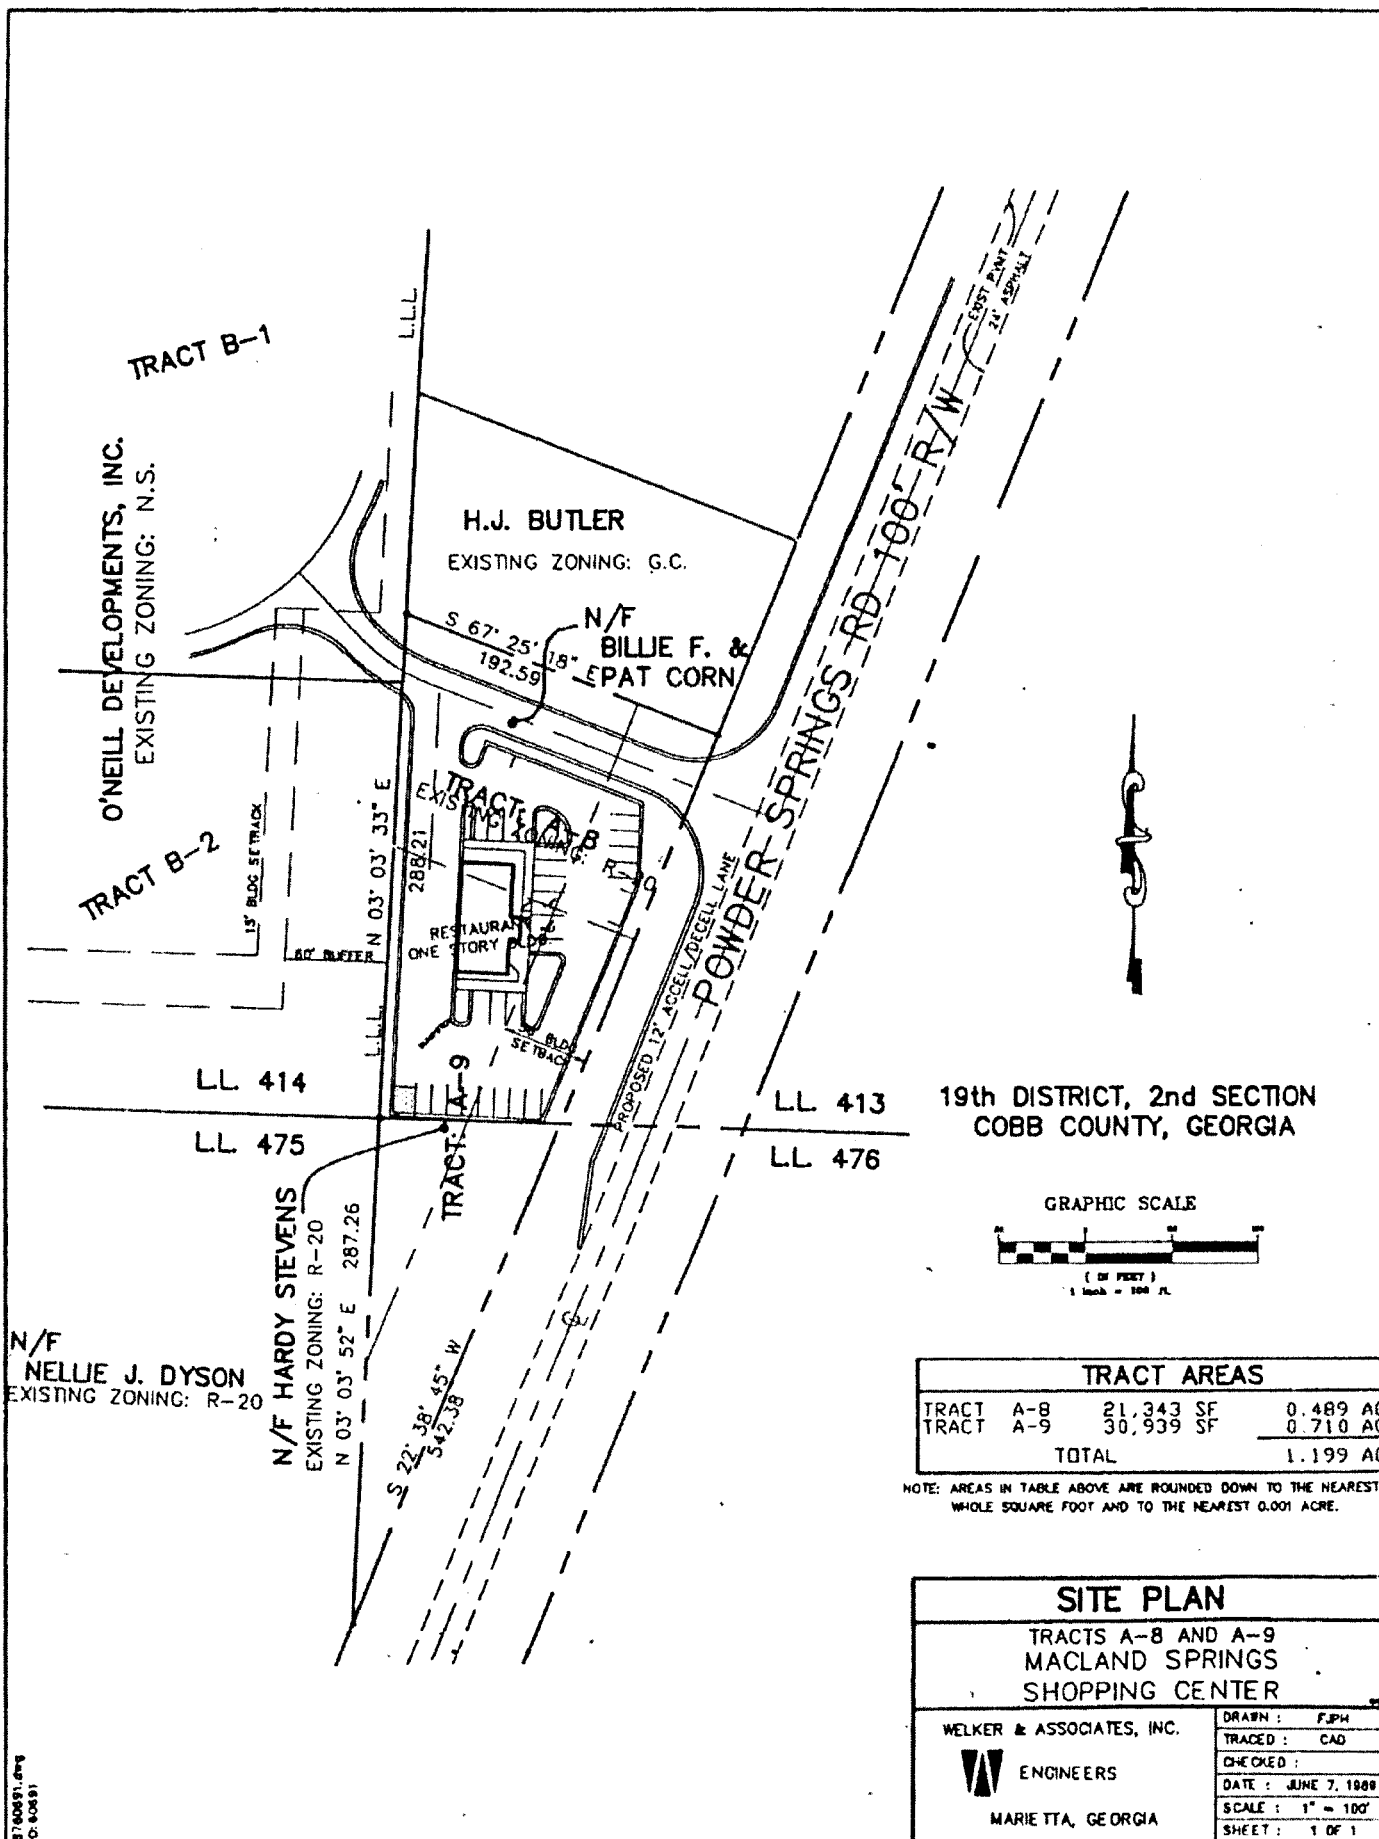 TRACT B-1
L.L.L.
O'NEILL DEVELOPMENTS, INC.
EXISTING ZONING: N.S.
H.J. BUTLER
EXISTING ZONING: G.C.
S 67° 25' 18" E
192.59
N/F
BILLIE F. &
PAT CORN
EXIST PVMT
24' ASPHALT
POWDER SPRINGS RD 100' R/W
TRACT B-2
15' BLDG SETBACK
80' BUFFER
N 03° 03' 33" E
288.21
L.L.L.
TRACT: A-8
EXISTING ZONING: R-20
RESTAURANT
ONE STORY BLDG
BLDG
SETBACK
PROPOSED 12' ACCELL/DECELL LANE
L.L. 414
L.L. 413
L.L. 475
L.L. 476
TRACT: A-9
19th DISTRICT, 2nd SECTION
COBB COUNTY, GEORGIA
GRAPHIC SCALE
( IN FEET )
1 inch = 100 ft.
N/F HARDY STEVENS
EXISTING ZONING: R-20
N 03° 03' 52" E 287.26
N/F
NELLIE J. DYSON
EXISTING ZONING: R-20
S 22° 38' 45" W
542.38
TRACT AREAS
TRACT A-8 21,343 SF 0.489 AC
TRACT A-9 30,939 SF 0.710 AC
TOTAL 1.199 AC
NOTE: AREAS IN TABLE ABOVE ARE ROUNDED DOWN TO THE NEAREST
WHOLE SQUARE FOOT AND TO THE NEAREST 0.001 ACRE.
SITE PLAN
TRACTS A-8 AND A-9
MACLAND SPRINGS
SHOPPING CENTER
WELKER & ASSOCIATES, INC.
ENGINEERS
MARIETTA, GEORGIA
DRAWN : FJPH
TRACED : CAD
CHECKED :
DATE : JUNE 7, 1989
SCALE : 1" = 100'
SHEET : 1 OF 1